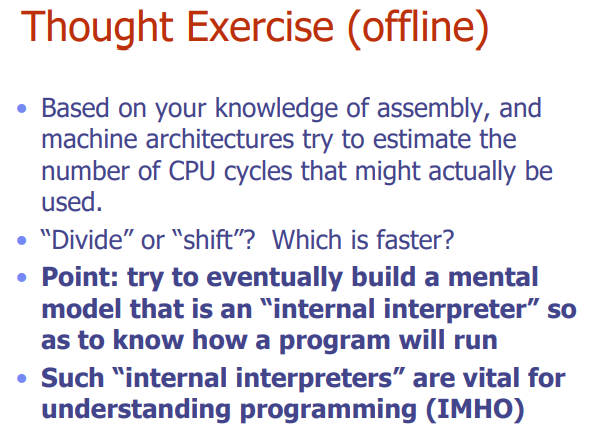 Thought Exercise (offline)
• Based on your knowledge of assembly, and
machine architectures try to estimate the
number of CPU cycles that might actually be
used.
• “Divide” or “shift”? Which is faster?
• Point: try to eventually build a mental
model that is an “internal interpreter” so
as to know how a program will run
• Such “internal interpreters” are vital for
understanding programming (IMHO)